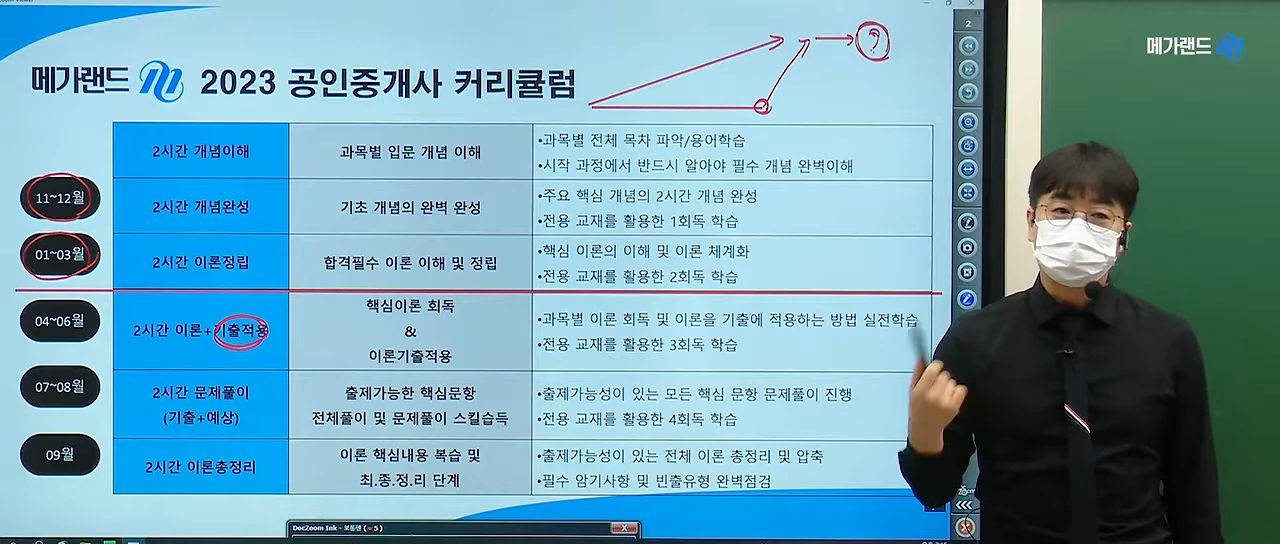 메가랜드 2023 공인중개사 커리큘럼
메가랜드
2
?
2시간 개념이해
과목별 입문 개념 이해
•과목별 전체 목차 파악/용어학습
•시작 과정에서 반드시 알아야 필수 개념 완벽이해
11~12월
2시간 개념완성
기초 개념의 완벽 완성
•주요 핵심 개념의 2시간 개념 완성
•전용 교재를 활용한 1회독 학습
01~03월
2시간 이론정립
합격필수 이론 이해 및 정립
•핵심 이론의 이해 및 이론 체계화
•전용 교재를 활용한 2회독 학습
04~06월
2시간 이론+기출적용
핵심이론 회독
&
이론기출적용
•과목별 이론 회독 및 이론을 기출에 적용하는 방법 실전학습
•전용 교재를 활용한 3회독 학습
07~08월
2시간 문제풀이
(기출+예상)
출제가능한 핵심문항
전체풀이 및 문제풀이 스킬습득
•출제가능성이 있는 모든 핵심 문항 문제풀이 진행
•전용 교재를 활용한 4회독 학습
09월
2시간 이론총정리
이론 핵심내용 복습 및
최.종.정.리 단계
•출제가능성이 있는 전체 이론 총정리 및 압축
•필수 암기사항 및 빈출유형 완벽점검
DocZoom Ink - 보통펜 ( 5 )